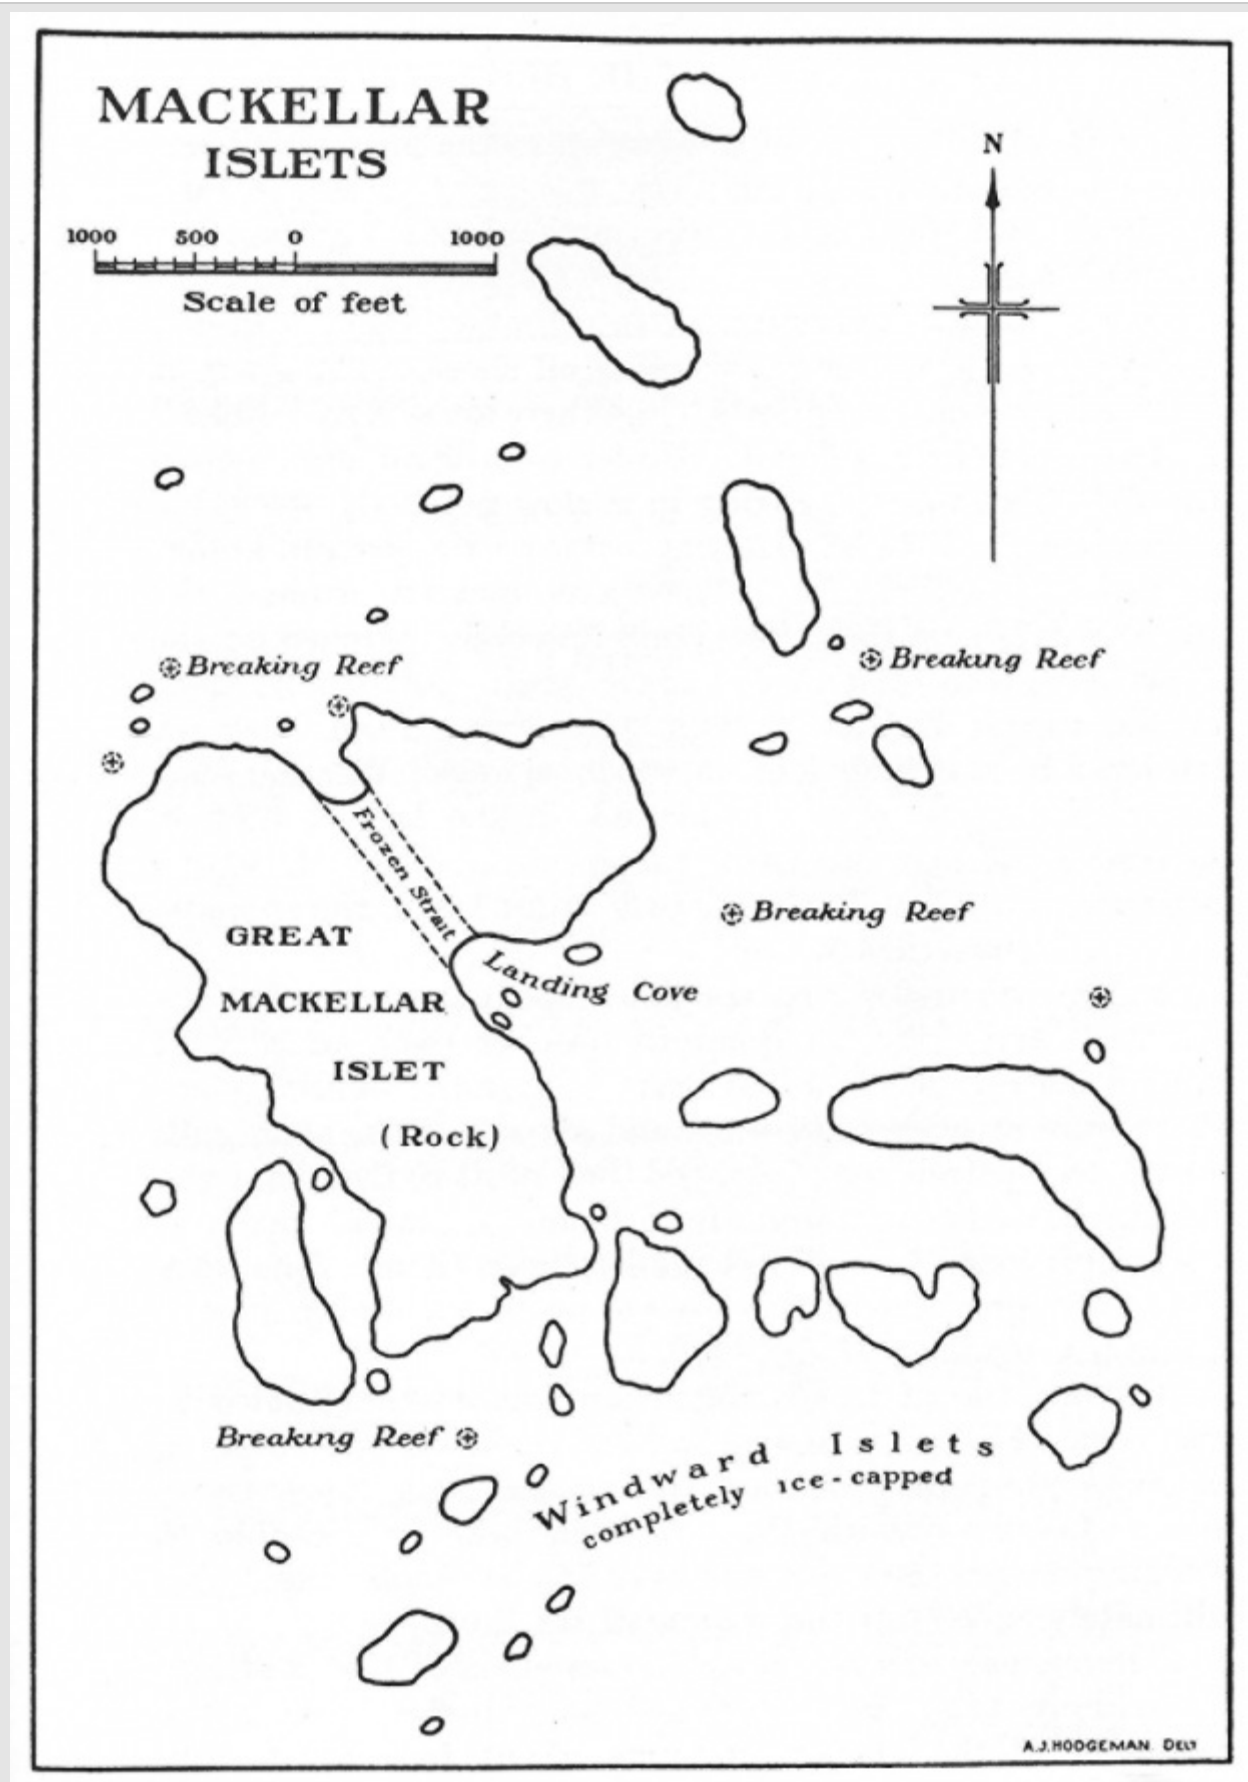 MACKELLAR
ISLETS
N
1000 500 0 1000
Scale of feet
Breaking Reef
Breaking Reef
Frozen Strait
Breaking Reef
GREAT
Landing Cove
MACKELLAR
ISLET
(Rock)
Breaking Reef
Windward Islets
completely ice-capped
A.J.HODGEMAN DELT